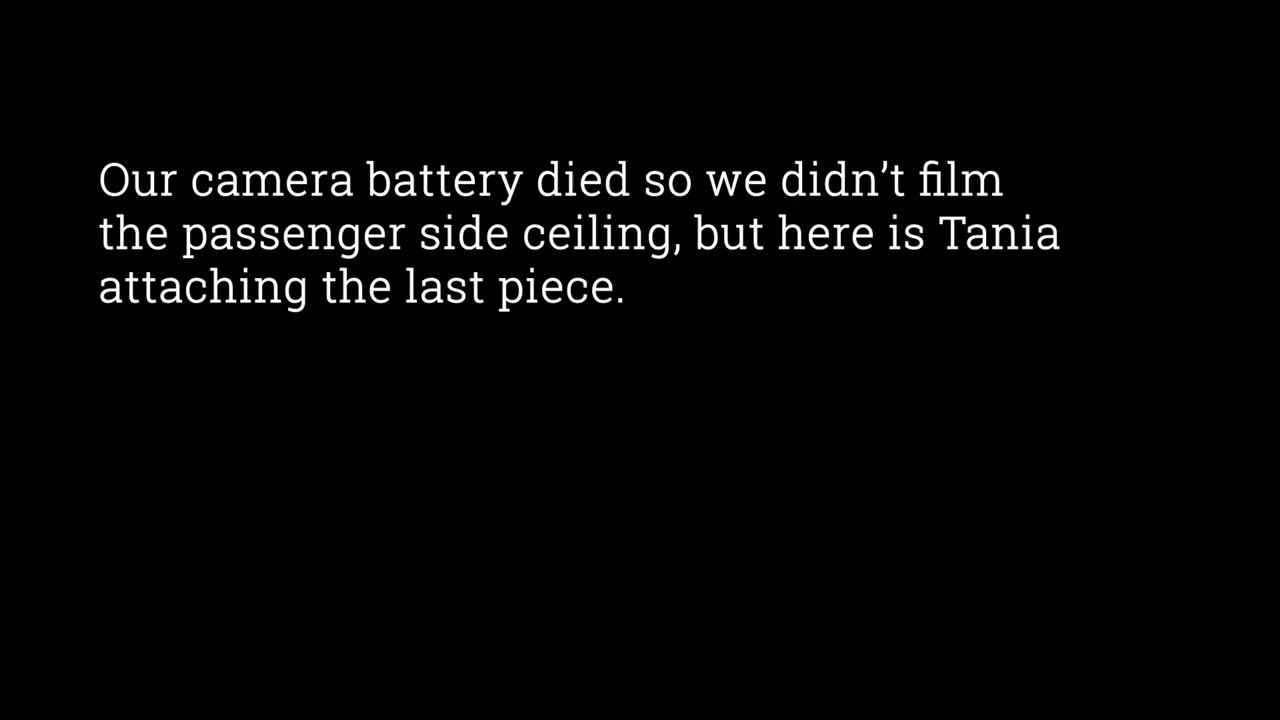 Our camera battery died so we didn’t film
the passenger side ceiling, but here is Tania
attaching the last piece.